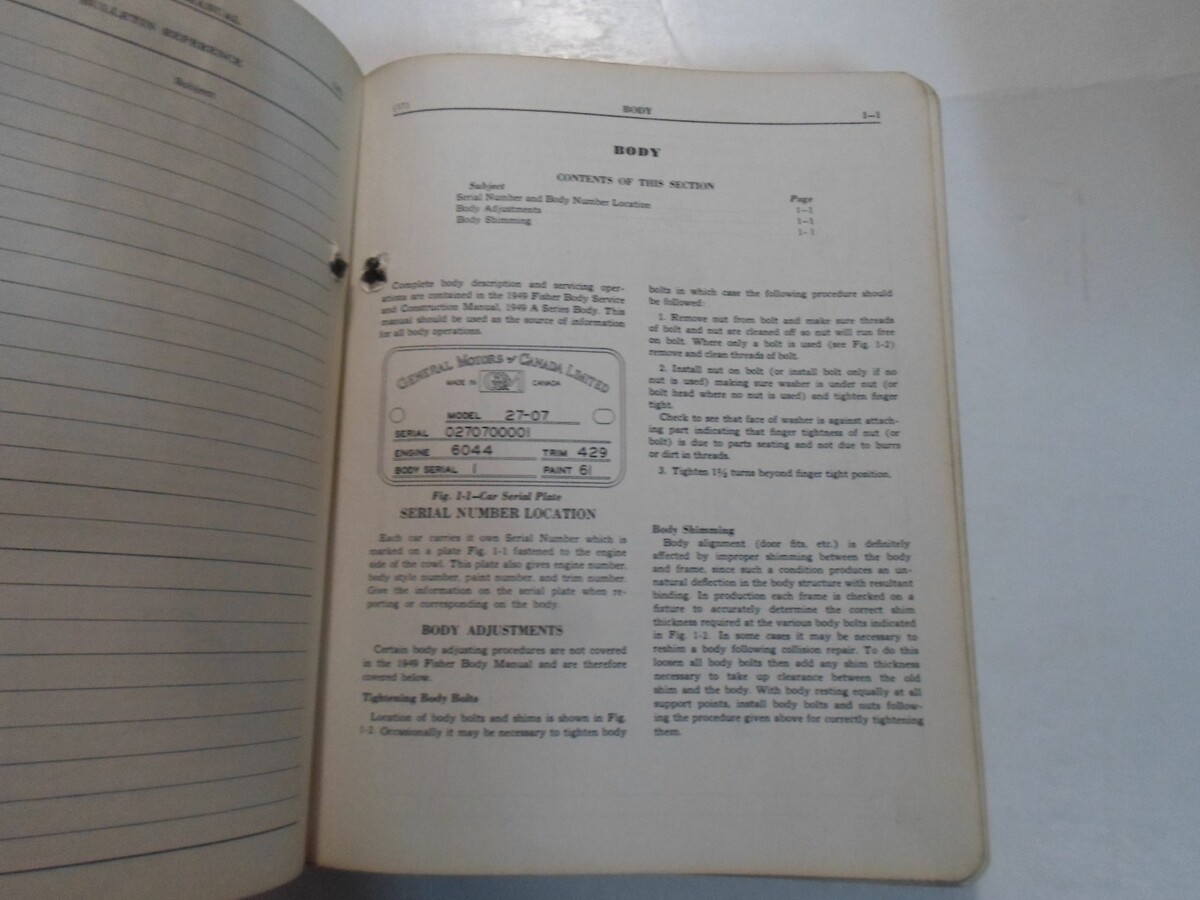 MANUAL
BULLETIN REFERENCE
Subject
BODY
1—1
BODY
CONTENTS OF THIS SECTION
Subject
Page
Serial Number and Body Number Location
1—1
Body Adjustments
1—1
Body Shimming
1—1
Complete body description and servicing oper-
ations are contained in the 1949 Fisher Body Service
and Construction Manual, 1949 A Series Body. This
manual should be used as the source of information
for all body operations.
GENERAL MOTORS of CANADA LIMITED
MADE IN GM CANADA
MODEL 27-07
SERIAL 0270700001
ENGINE 6044 TRIM 429
BODY SERIAL 1 PAINT 61
Fig. 1-1—Car Serial Plate
SERIAL NUMBER LOCATION
Each car carries it own Serial Number which is
marked on a plate Fig. 1-1 fastened to the engine
side of the cowl. This plate also gives engine number,
body style number, paint number, and trim number.
Give the information on the serial plate when re-
porting or corresponding on the body.
BODY ADJUSTMENTS
Certain body adjusting procedures are not covered
in the 1949 Fisher Body Manual and are therefore
covered below.
Tightening Body Bolts
Location of body bolts and shims is shown in Fig.
1-2. Occasionally it may be necessary to tighten body
bolts in which case the following procedure should
be followed:
1. Remove nut from bolt and make sure threads
of bolt and nut are cleaned off so nut will run free
on bolt. Where only a bolt is used (see Fig. 1-2)
remove and clean threads of bolt.
2. Install nut on bolt (or install bolt only if no
nut is used) making sure washer is under nut (or
bolt head where no nut is used) and tighten finger
tight.
Check to see that face of washer is against attach-
ing part indicating that finger tightness of nut (or
bolt) is due to parts seating and not due to burrs
or dirt in threads.
3. Tighten 1½ turns beyond finger tight position.
Body Shimming
Body alignment (door fits, etc.) is definitely
affected by improper shimming between the body
and frame, since such a condition produces an un-
natural deflection in the body structure with resultant
binding. In production each frame is checked on a
fixture to accurately determine the correct shim
thickness required at the various body bolts indicated
in Fig. 1-2. In some cases it may be necessary to
reshim a body following collision repair. To do this
loosen all body bolts then add any shim thickness
necessary to take up clearance between the old
shim and the body. With body resting equally at all
support points, install body bolts and nuts follow-
ing the procedure given above for correctly tightening
them.